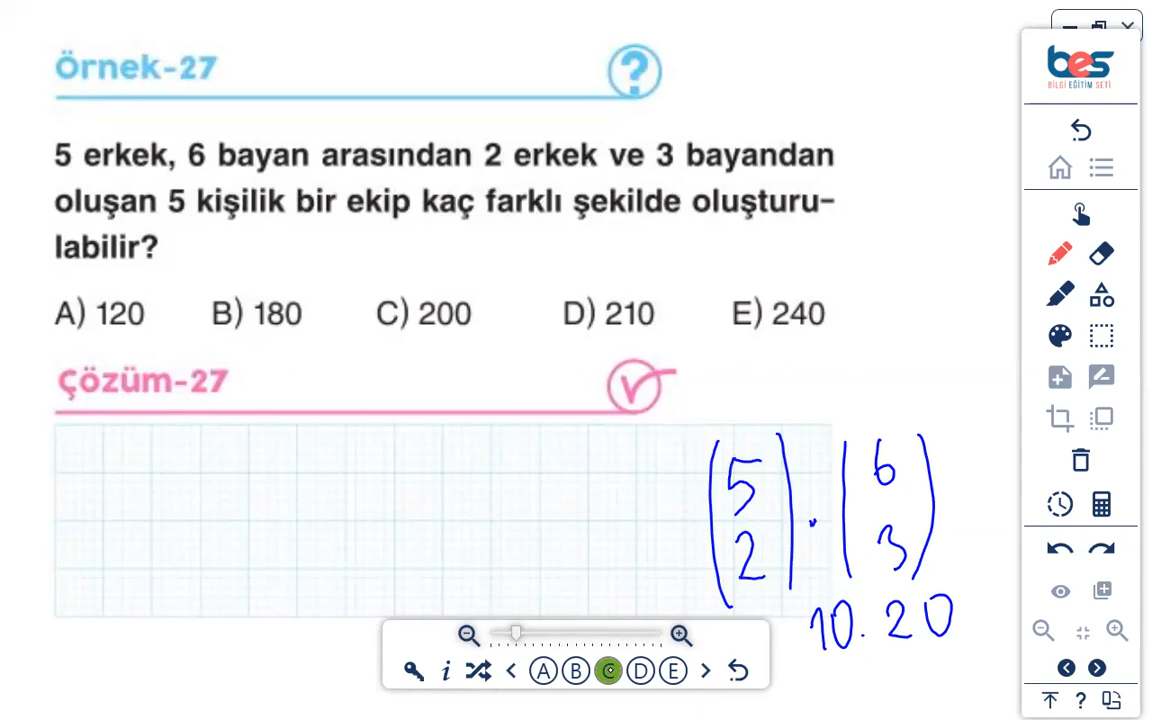 Örnek-27
?
5 erkek, 6 bayan arasından 2 erkek ve 3 bayandan
oluşan 5 kişilik bir ekip kaç farklı şekilde oluşturu-
labilir?
A) 120 B) 180 C) 200 D) 210 E) 240
Çözüm-27
(5 2) . (6 3)
10.20
i A B C D E
bes
BİLGİ EĞİTİM SETİ
?